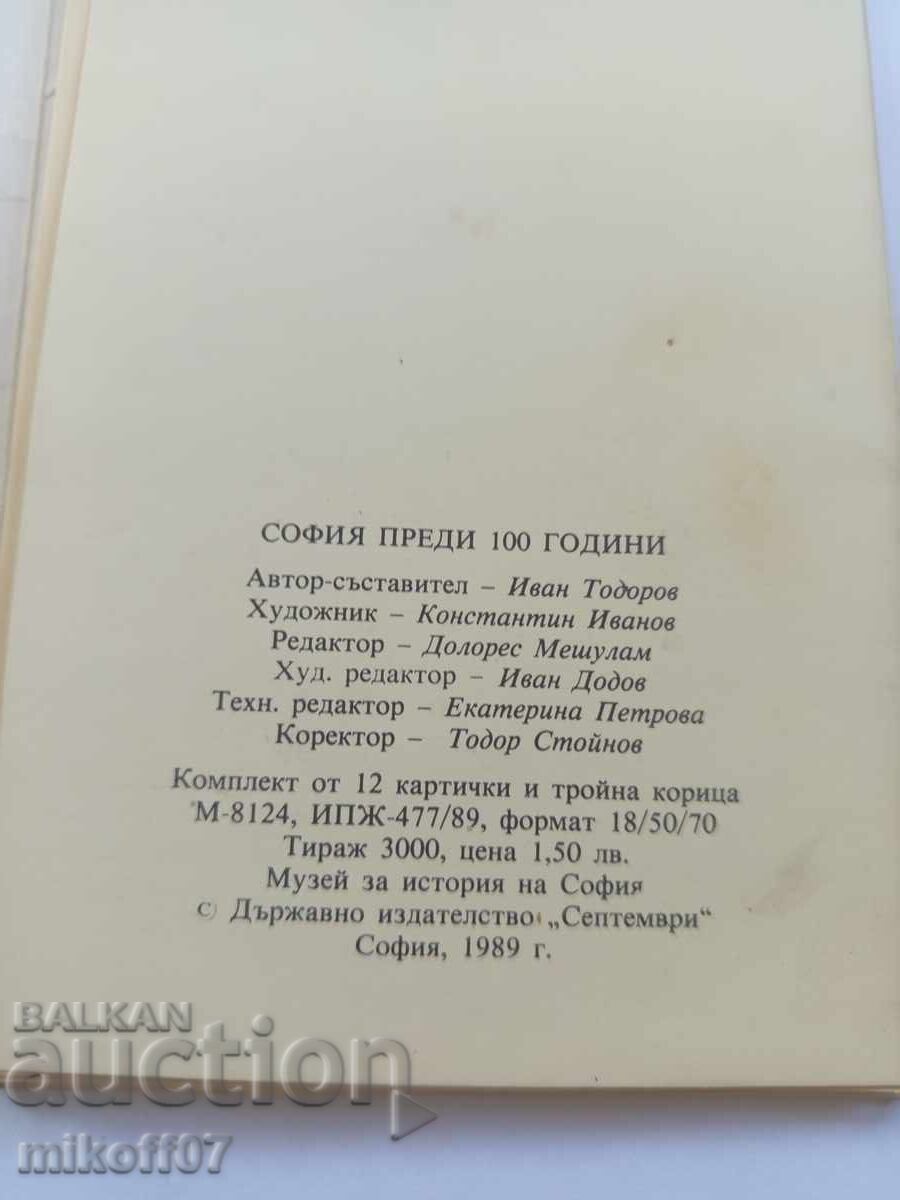 СОФИЯ ПРЕДИ 100 ГОДИНИ
Автор-съставител – Иван Тодоров
Художник – Константин Иванов
Редактор – Долорес Мешулам
Худ. редактор – Иван Додов
Техн. редактор – Екатерина Петрова
Коректор – Тодор Стойнов
Комплект от 12 картички и тройна корица
М-8124, ИПЖ-477/89, формат 18/50/70
Тираж 3000, цена 1,50 лв.
Музей за история на София
с) Държавно издателство „Септември“
София, 1989 г.
BALKAN
auction
mikoff07